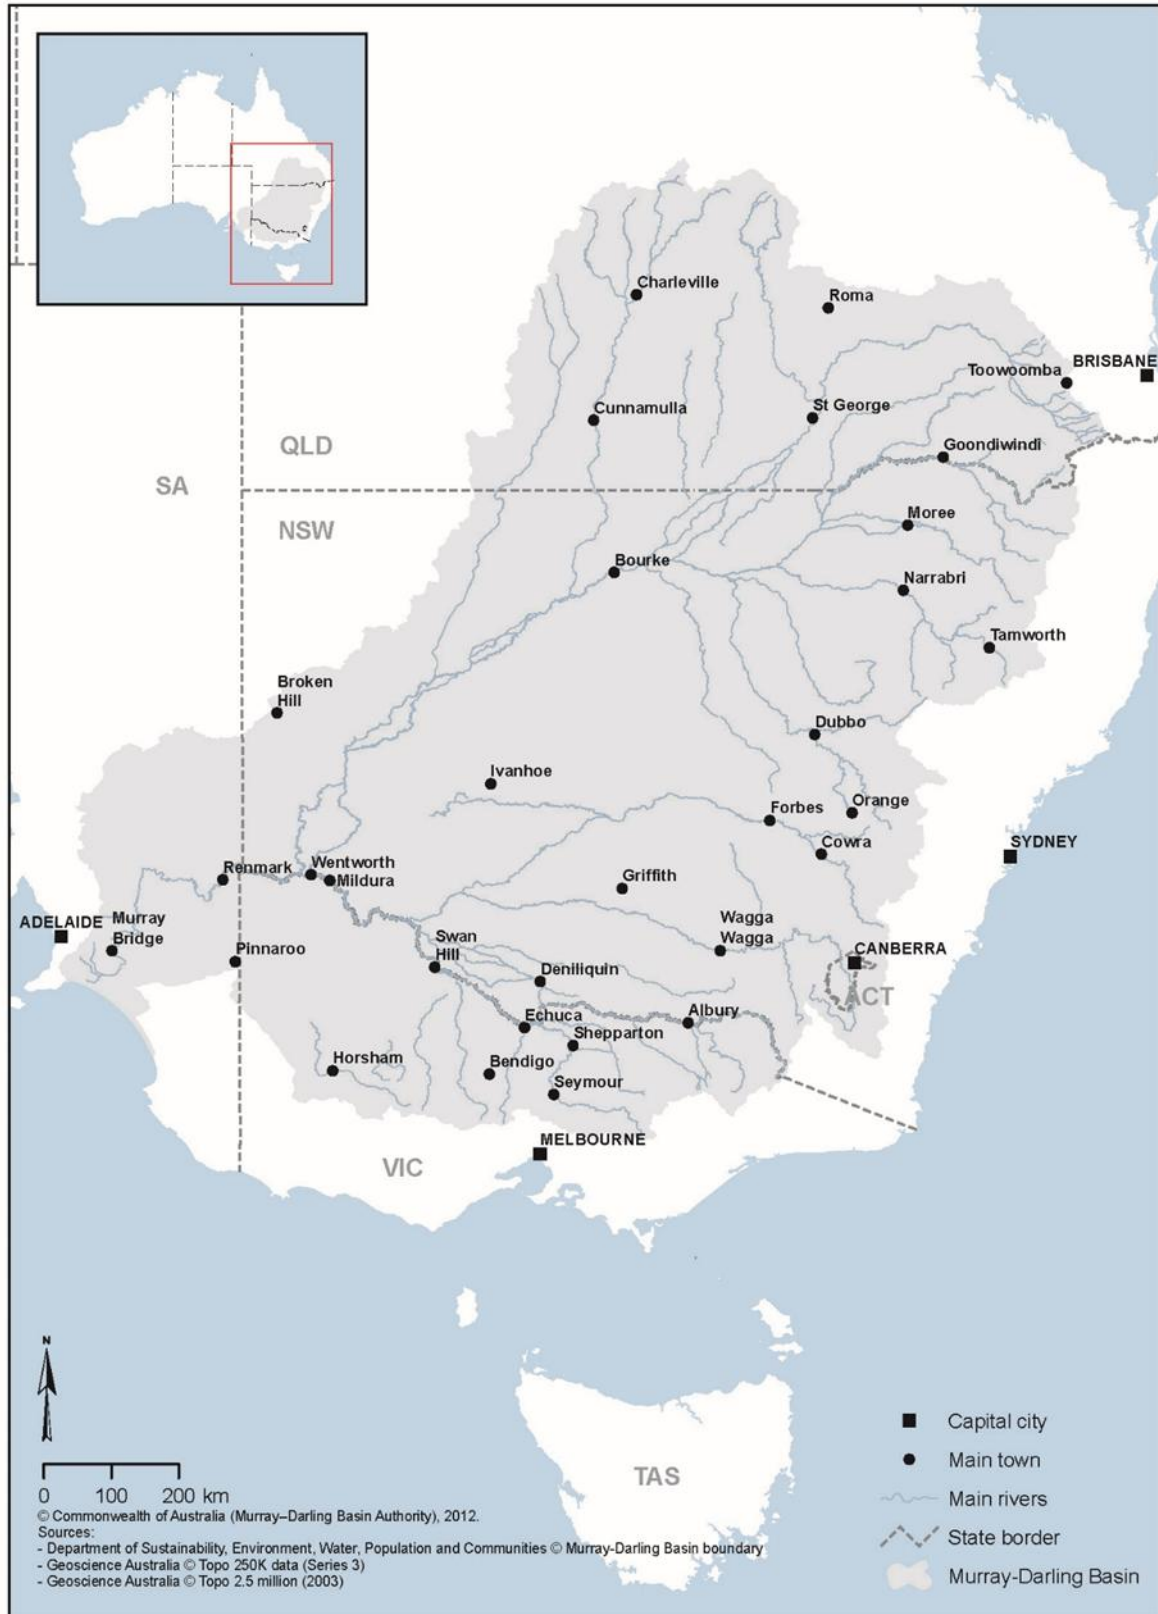 Charleville
Roma
BRISBANE
Toowoomba
Cunnamulla
St George
QLD
Goondiwindi
SA
NSW
Moree
Bourke
Narrabri
Tamworth
Broken
Hill
Dubbo
Ivanhoe
Forbes
Orange
Cowra
SYDNEY
Renmark
Wentworth
Mildura
Griffith
ADELAIDE
Murray
Bridge
Pinnaroo
Swan
Hill
Wagga
Wagga
CANBERRA
Deniliquin
ACT
Echuca
Albury
Shepparton
Horsham
Bendigo
Seymour
MELBOURNE
VIC
N
TAS
Capital city
Main town
Main rivers
State border
Murray-Darling Basin
0 100 200 km
© Commonwealth of Australia (Murray–Darling Basin Authority), 2012.
Sources:
- Department of Sustainability, Environment, Water, Population and Communities © Murray-Darling Basin boundary
- Geoscience Australia © Topo 250K data (Series 3)
- Geoscience Australia © Topo 2.5 million (2003)